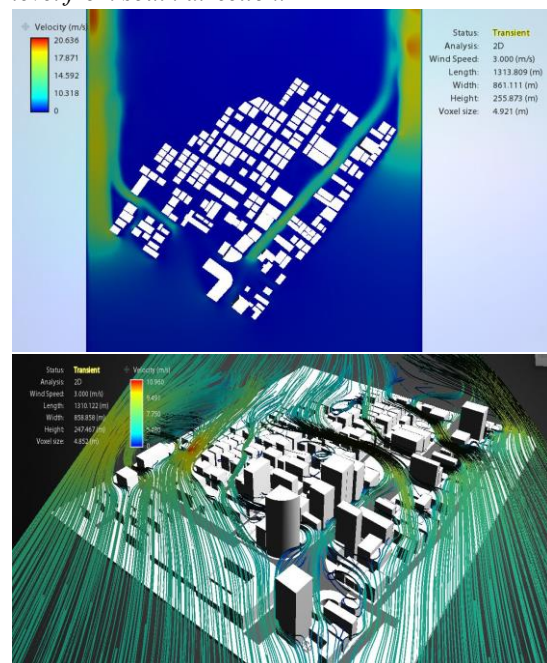 Velocity (m/s)
20.636
17.871
14.592
10.318
0
Status: Transient
Analysis: 2D
Wind Speed: 3.000 (m/s)
Length: 1313.809 (m)
Width: 861.111 (m)
Height: 255.873 (m)
Voxel size: 4.921 (m)
Status: Transient
Analysis: 2D
Wind Speed: 3.000 (m/s)
Length: 1310.122 (m)
Width: 858.858 (m)
Height: 247.467 (m)
Voxel size: 4.852 (m)
Velocity (m/s)
10.960